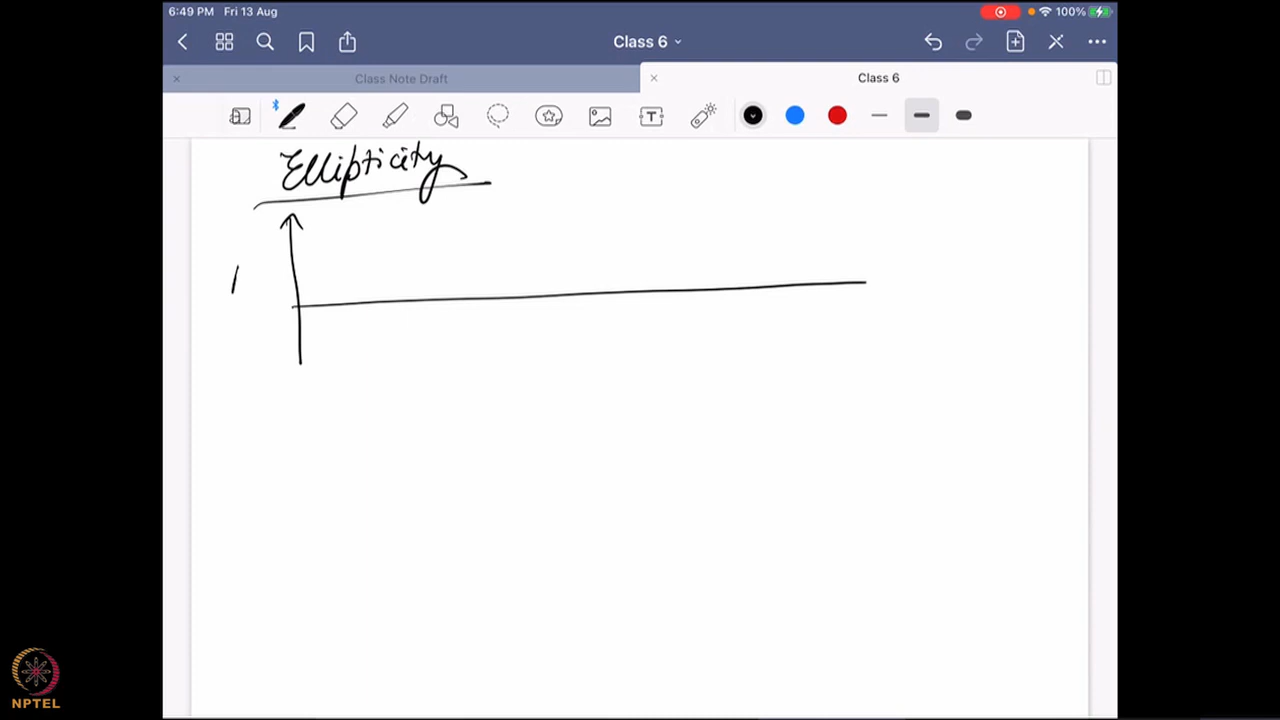 6:49 PM Fri 13 Aug 100%
Class 6
Class Note Draft Class 6
T
Ellipticity
NPTEL